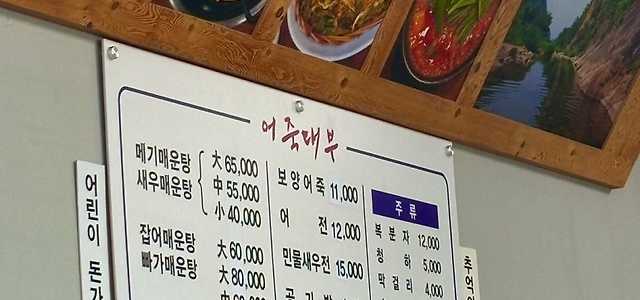 어죽대부
메기매운탕
새우매운탕
大 65,000
中 55,000
小 40,000
잡어매운탕
빠가매운탕
大 60,000
大 80,000
보양어죽 11,000
어 전 12,000
민물새우전 15,000
주류
복분자 12,000
청하 5,000
막걸리 4,000
어린이 돈가
추억의